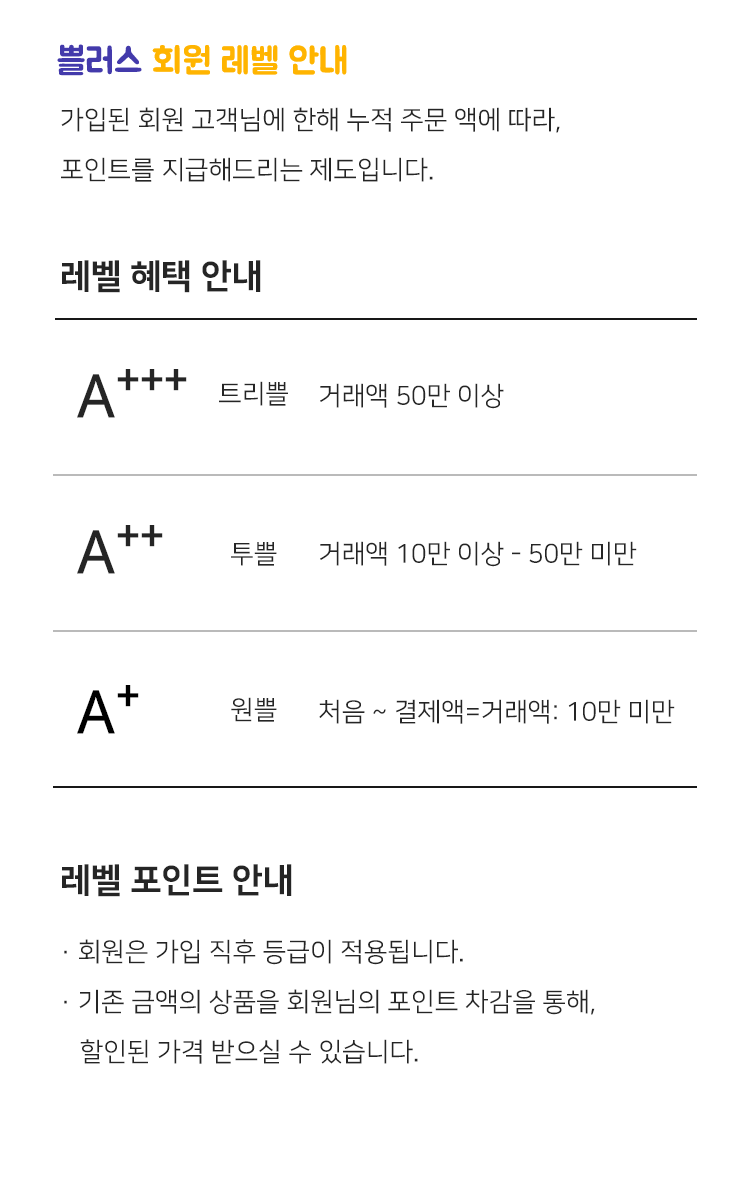 쁠러스 회원 레벨 안내
가입된 회원 고객님에 한해 누적 주문 액에 따라,
포인트를 지급해드리는 제도입니다.
레벨 혜택 안내
A+++ 트리쁠 거래액 50만 이상
A++ 투쁠 거래액 10만 이상 - 50만 미만
A+ 원쁠 처음 ~ 결제액=거래액: 10만 미만
레벨 포인트 안내
· 회원은 가입 직후 등급이 적용됩니다.
· 기존 금액의 상품을 회원님의 포인트 차감을 통해,
할인된 가격 받으실 수 있습니다.